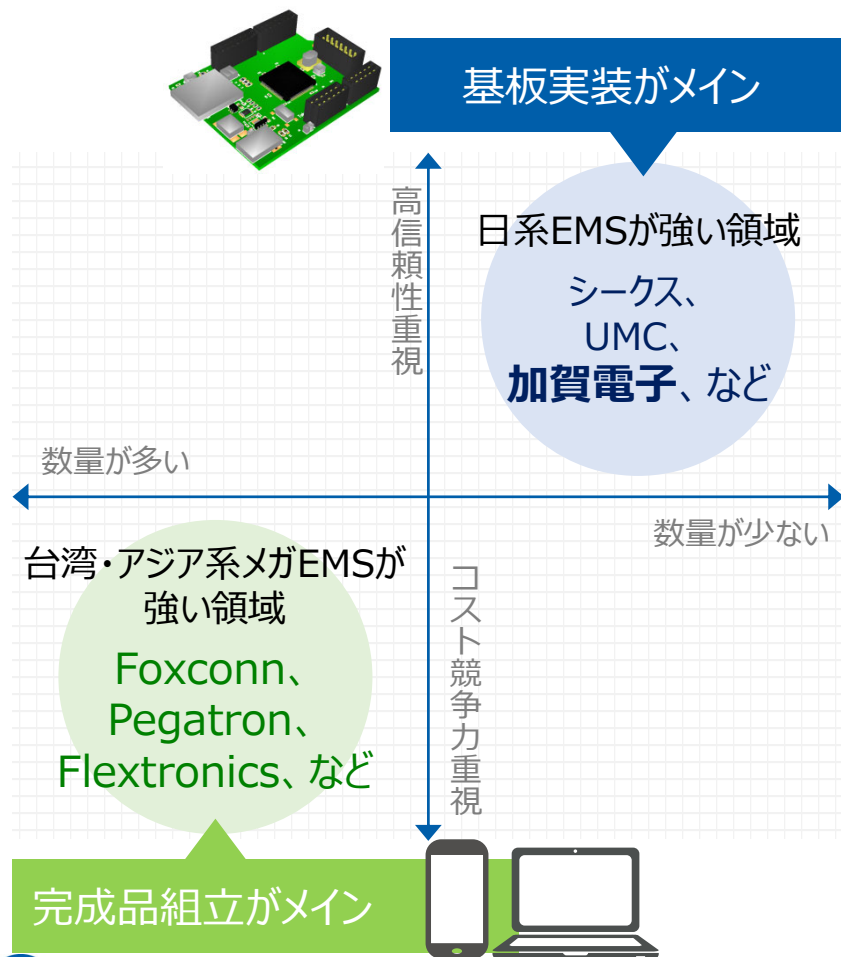 基板実装がメイン
高信頼性重視
日系EMSが強い領域
シークス、
UMC、
加賀電子、など
数量が多い
数量が少ない
台湾・アジア系メガEMSが
強い領域
Foxconn、
Pegatron、
Flextronics、など
コスト競争力重視
完成品組立がメイン